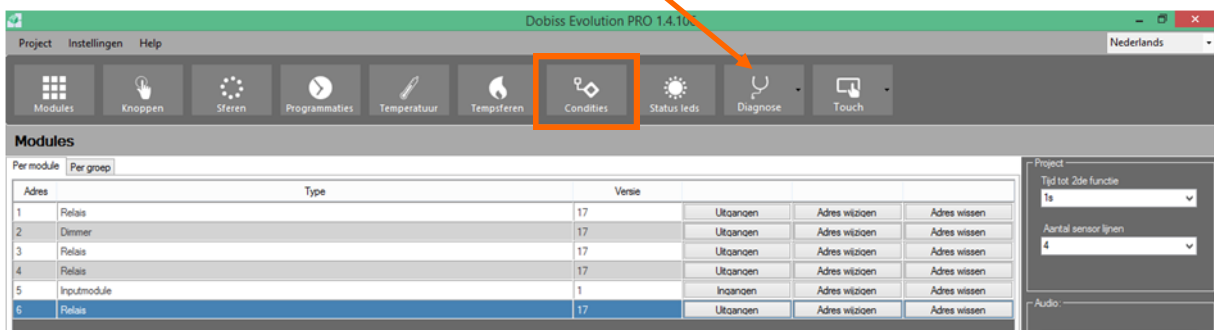 Dobiss Evolution PRO 1.4.10
Project Instellingen Help Nederlands
Modules Knoppen Sferen Programmaties Temperatuur Tempsferen Condities Status leds Diagnose Touch
Modules
Per module Per groep
Adres Type Versie
1 Relais 17 Uitgangen Adres wijzigen Adres wissen
2 Dimmer 17 Uitgangen Adres wijzigen Adres wissen
3 Relais 17 Uitgangen Adres wijzigen Adres wissen
4 Relais 17 Uitgangen Adres wijzigen Adres wissen
5 Inputmodule 1 Ingangen Adres wijzigen Adres wissen
6 Relais 17 Uitgangen Adres wijzigen Adres wissen
Project
Tijd tot 2de functie
1s
Aantal sensor lijnen
4
Audio: